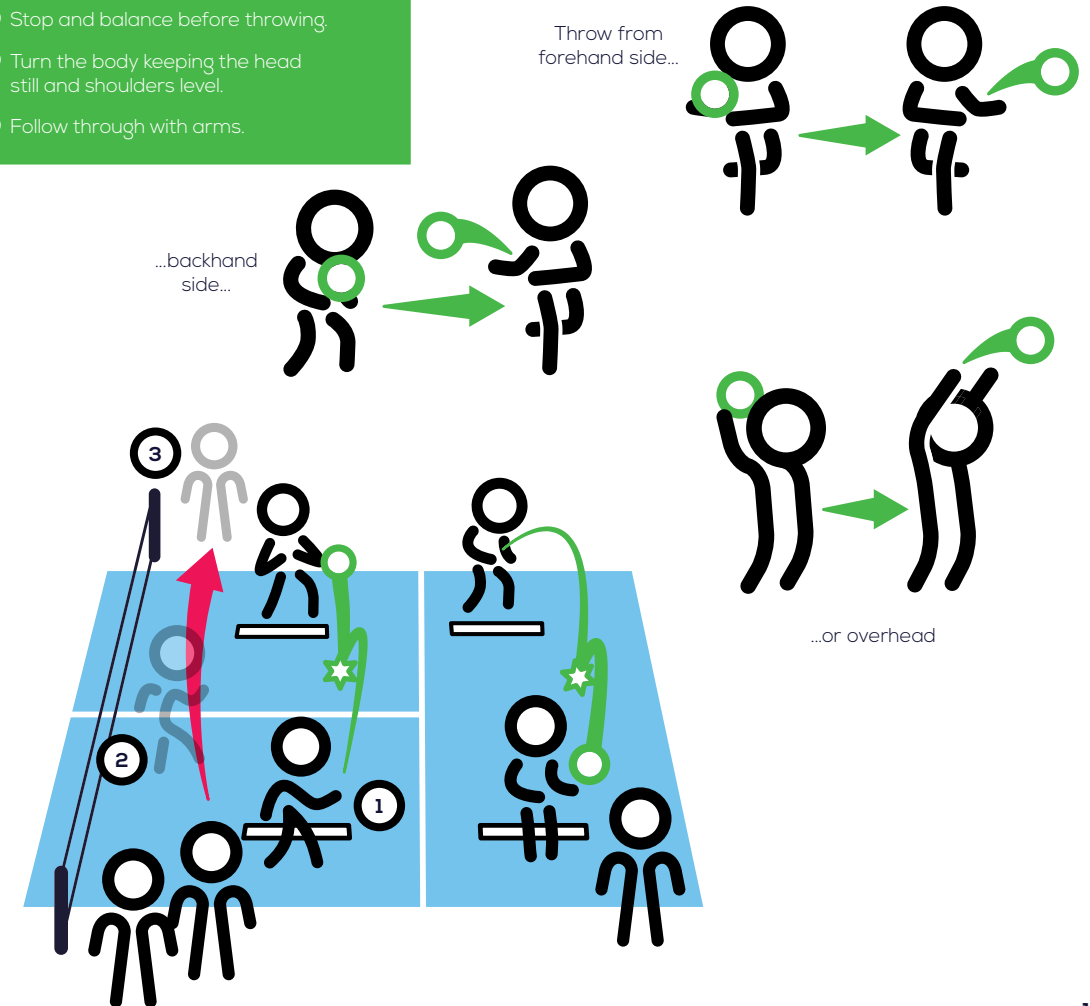 Stop and balance before throwing.
Turn the body keeping the head
still and shoulders level.
Follow through with arms.
Throw from
forehand side...
...backhand
side...
...or overhead
3
2
1